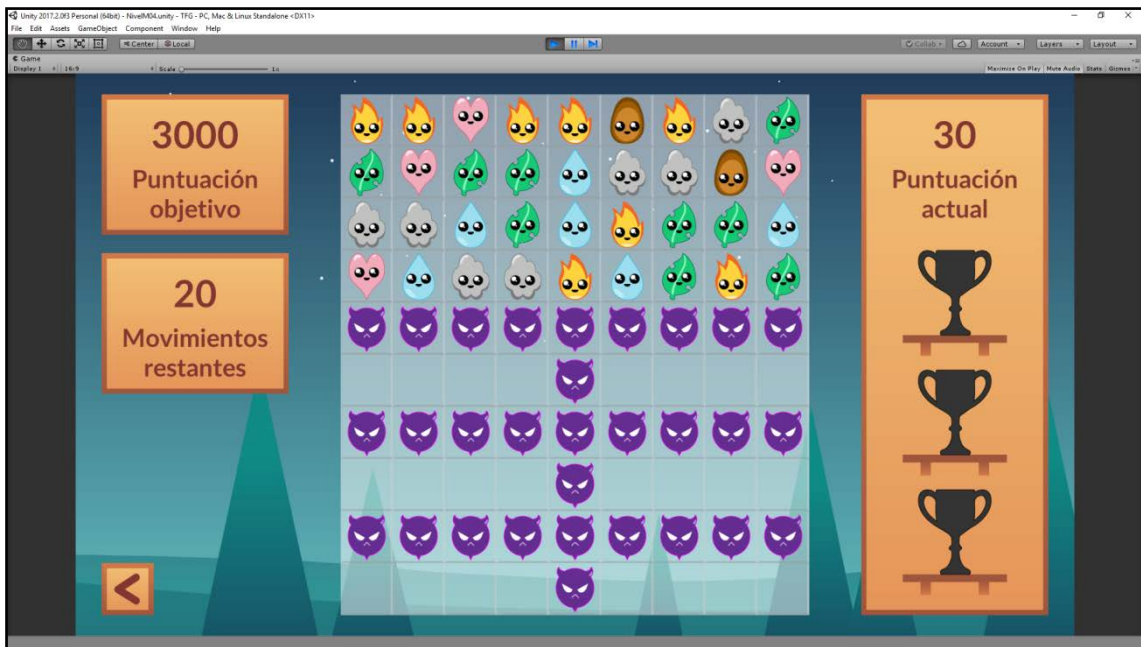 Unity 2017.2.0f3 Personal (64bit) - NivelM04.unity - TFG - PC, Mac & Linux Standalone <DX11>
File Edit Assets GameObject Component Window Help
Center Local
Collab Account Layers Layout
Game
Display 1 16:9 Scale 1x
Maximize On Play Mute Audio Stats Gizmos
3000
Puntuación
objetivo
20
Movimientos
restantes
30
Puntuación
actual